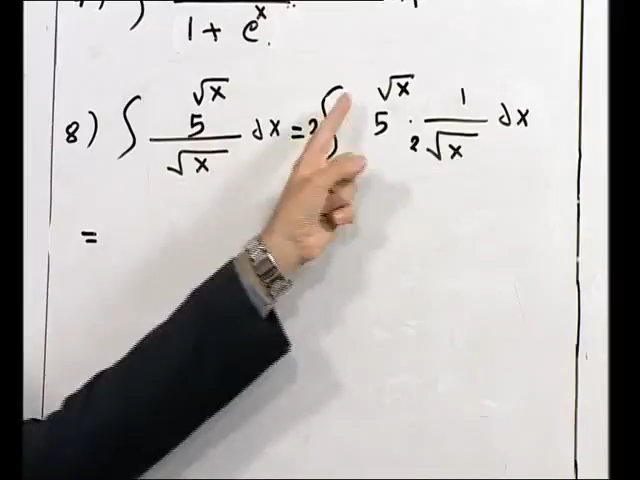 1 + e^x
8) ∫ 5^√x / √x dx = 2∫ 5^√x · 1 / 2√x dx
=